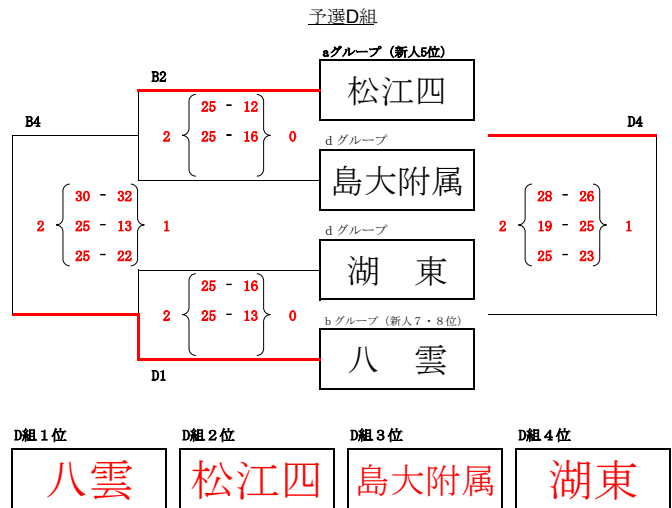 予選D組
aグループ（新人5位）
松江四
B2
25 - 12
2 25 - 16 0
dグループ
島大附属
B4
D4
30 - 32
2 25 - 13 1
25 - 22
28 - 26
2 19 - 25 1
25 - 23
dグループ
湖　東
25 - 16
2 25 - 13 0
bグループ（新人７・８位）
八　雲
D1
D組１位
八雲
D組２位
松江四
D組３位
島大附属
D組４位
湖東